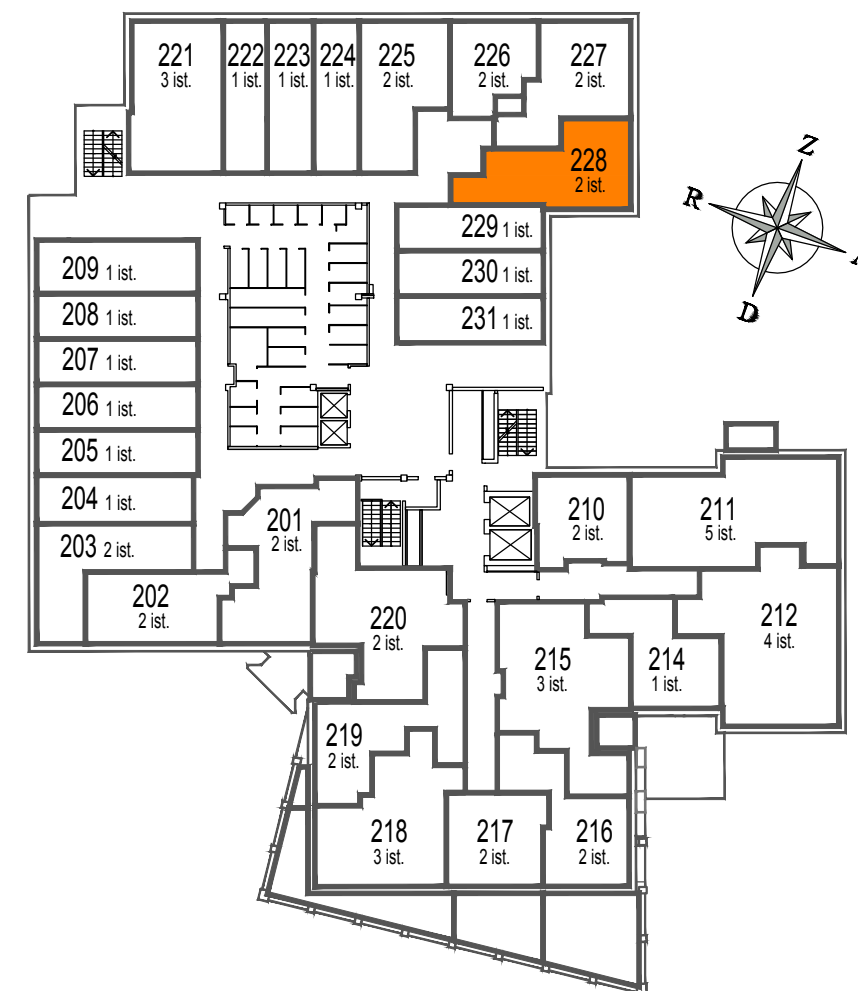 221
3 ist.
222
1 ist.
223
1 ist.
224
1 ist.
225
2 ist.
226
2 ist.
227
2 ist.
228
2 ist.
Z
R
A
D
229 1 ist.
230 1 ist.
231 1 ist.
209 1 ist.
208 1 ist.
207 1 ist.
206 1 ist.
205 1 ist.
204 1 ist.
203 2 ist.
202
2 ist.
201
2 ist.
210
2 ist.
211
5 ist.
212
4 ist.
214
1 ist.
215
3 ist.
220
2 ist.
219
2 ist.
218
3 ist.
217
2 ist.
216
2 ist.